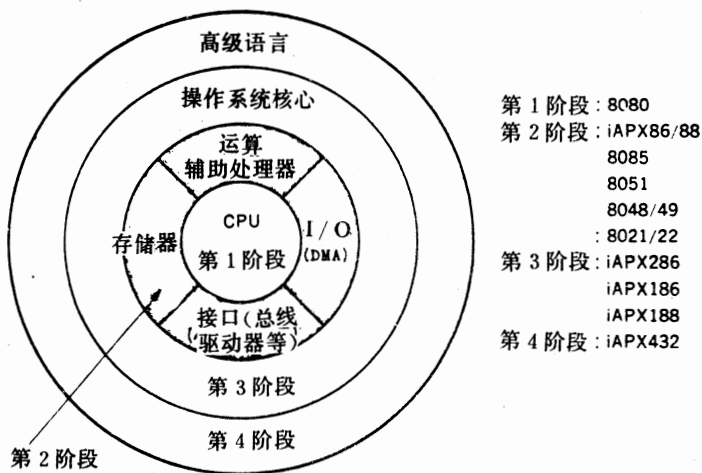 高级语言
操作系统核心
运算
辅助处理器
CPU
第1阶段
存储器
I/O
(DMA)
接口(总线
驱动器等)
第3阶段
第4阶段
第2阶段
第1阶段:8080
第2阶段:iAPX86/88
8085
8051
8048/49
:8021/22
第3阶段:iAPX286
iAPX186
iAPX188
第4阶段:iAPX432